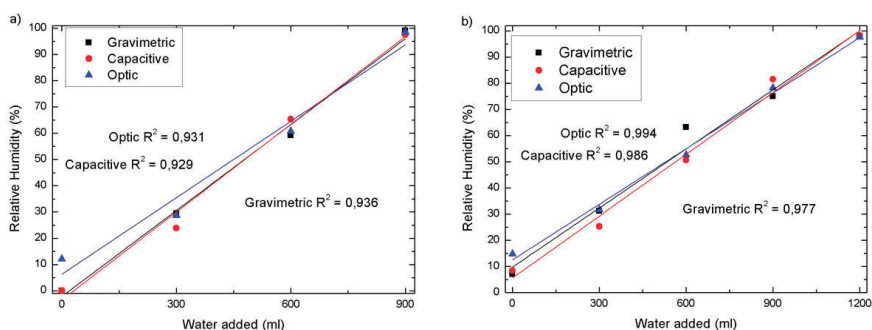 a)
Gravimetric
Capacitive
Optic
Optic R² = 0,931
Capacitive R² = 0,929
Gravimetric R² = 0,936
Relative Humidity (%)
100
90
80
70
60
50
40
30
20
10
0
0 300 600 900
Water added (ml)
b)
Gravimetric
Capacitive
Optic
Optic R² = 0,994
Capacitive R² = 0,986
Gravimetric R² = 0,977
Relative Humidity (%)
100
90
80
70
60
50
40
30
20
10
0
0 300 600 900 1200
Water added (ml)